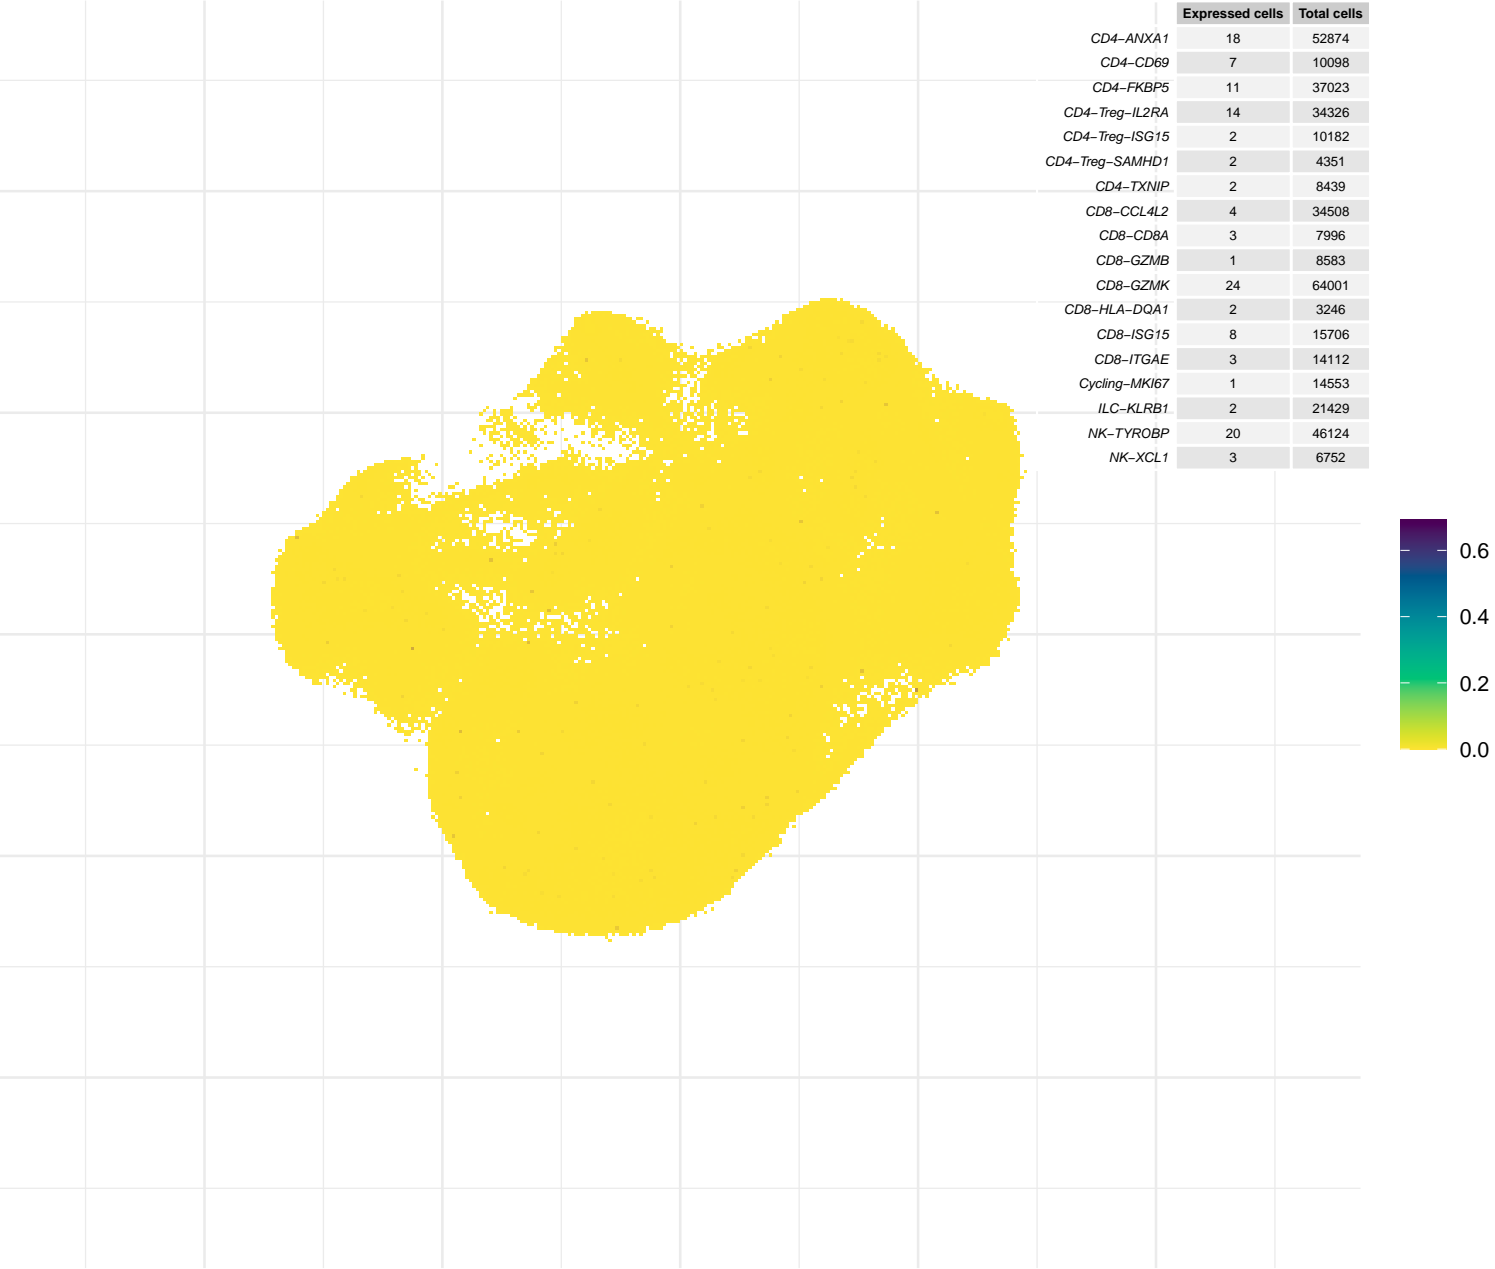 Expressed cells Total cells
CD4−ANXA1 18 52874
CD4−CD69 7 10098
CD4−FKBP5 11 37023
CD4−Treg−IL2RA 14 34326
CD4−Treg−ISG15 2 10182
CD4−Treg−SAMHD1 2 4351
CD4−TXNIP 2 8439
CD8−CCL4L2 4 34508
CD8−CD8A 3 7996
CD8−GZMB 1 8583
CD8−GZMK 24 64001
CD8−HLA−DQA1 2 3246
CD8−ISG15 8 15706
CD8−ITGAE 3 14112
Cycling−MKI67 1 14553
ILC−KLRB1 2 21429
NK−TYROBP 20 46124
NK−XCL1 3 6752
0.6
0.4
0.2
0.0